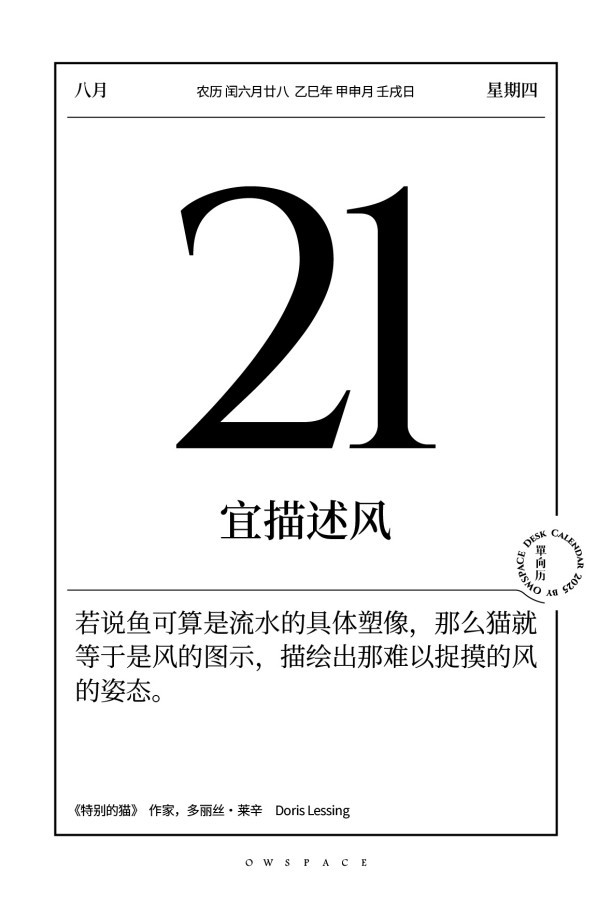 八月
农历 闰六月廿八 乙巳年 甲申月 壬戌日
星期四
21
宜描述风
單向历
DESK CALENDAR 2025 BY OWSPACE
若说鱼可算是流水的具体塑像，那么猫就
等于是风的图示，描绘出那难以捉摸的风
的姿态。
《特别的猫》 作家，多丽丝·莱辛 Doris Lessing
OWSPACE